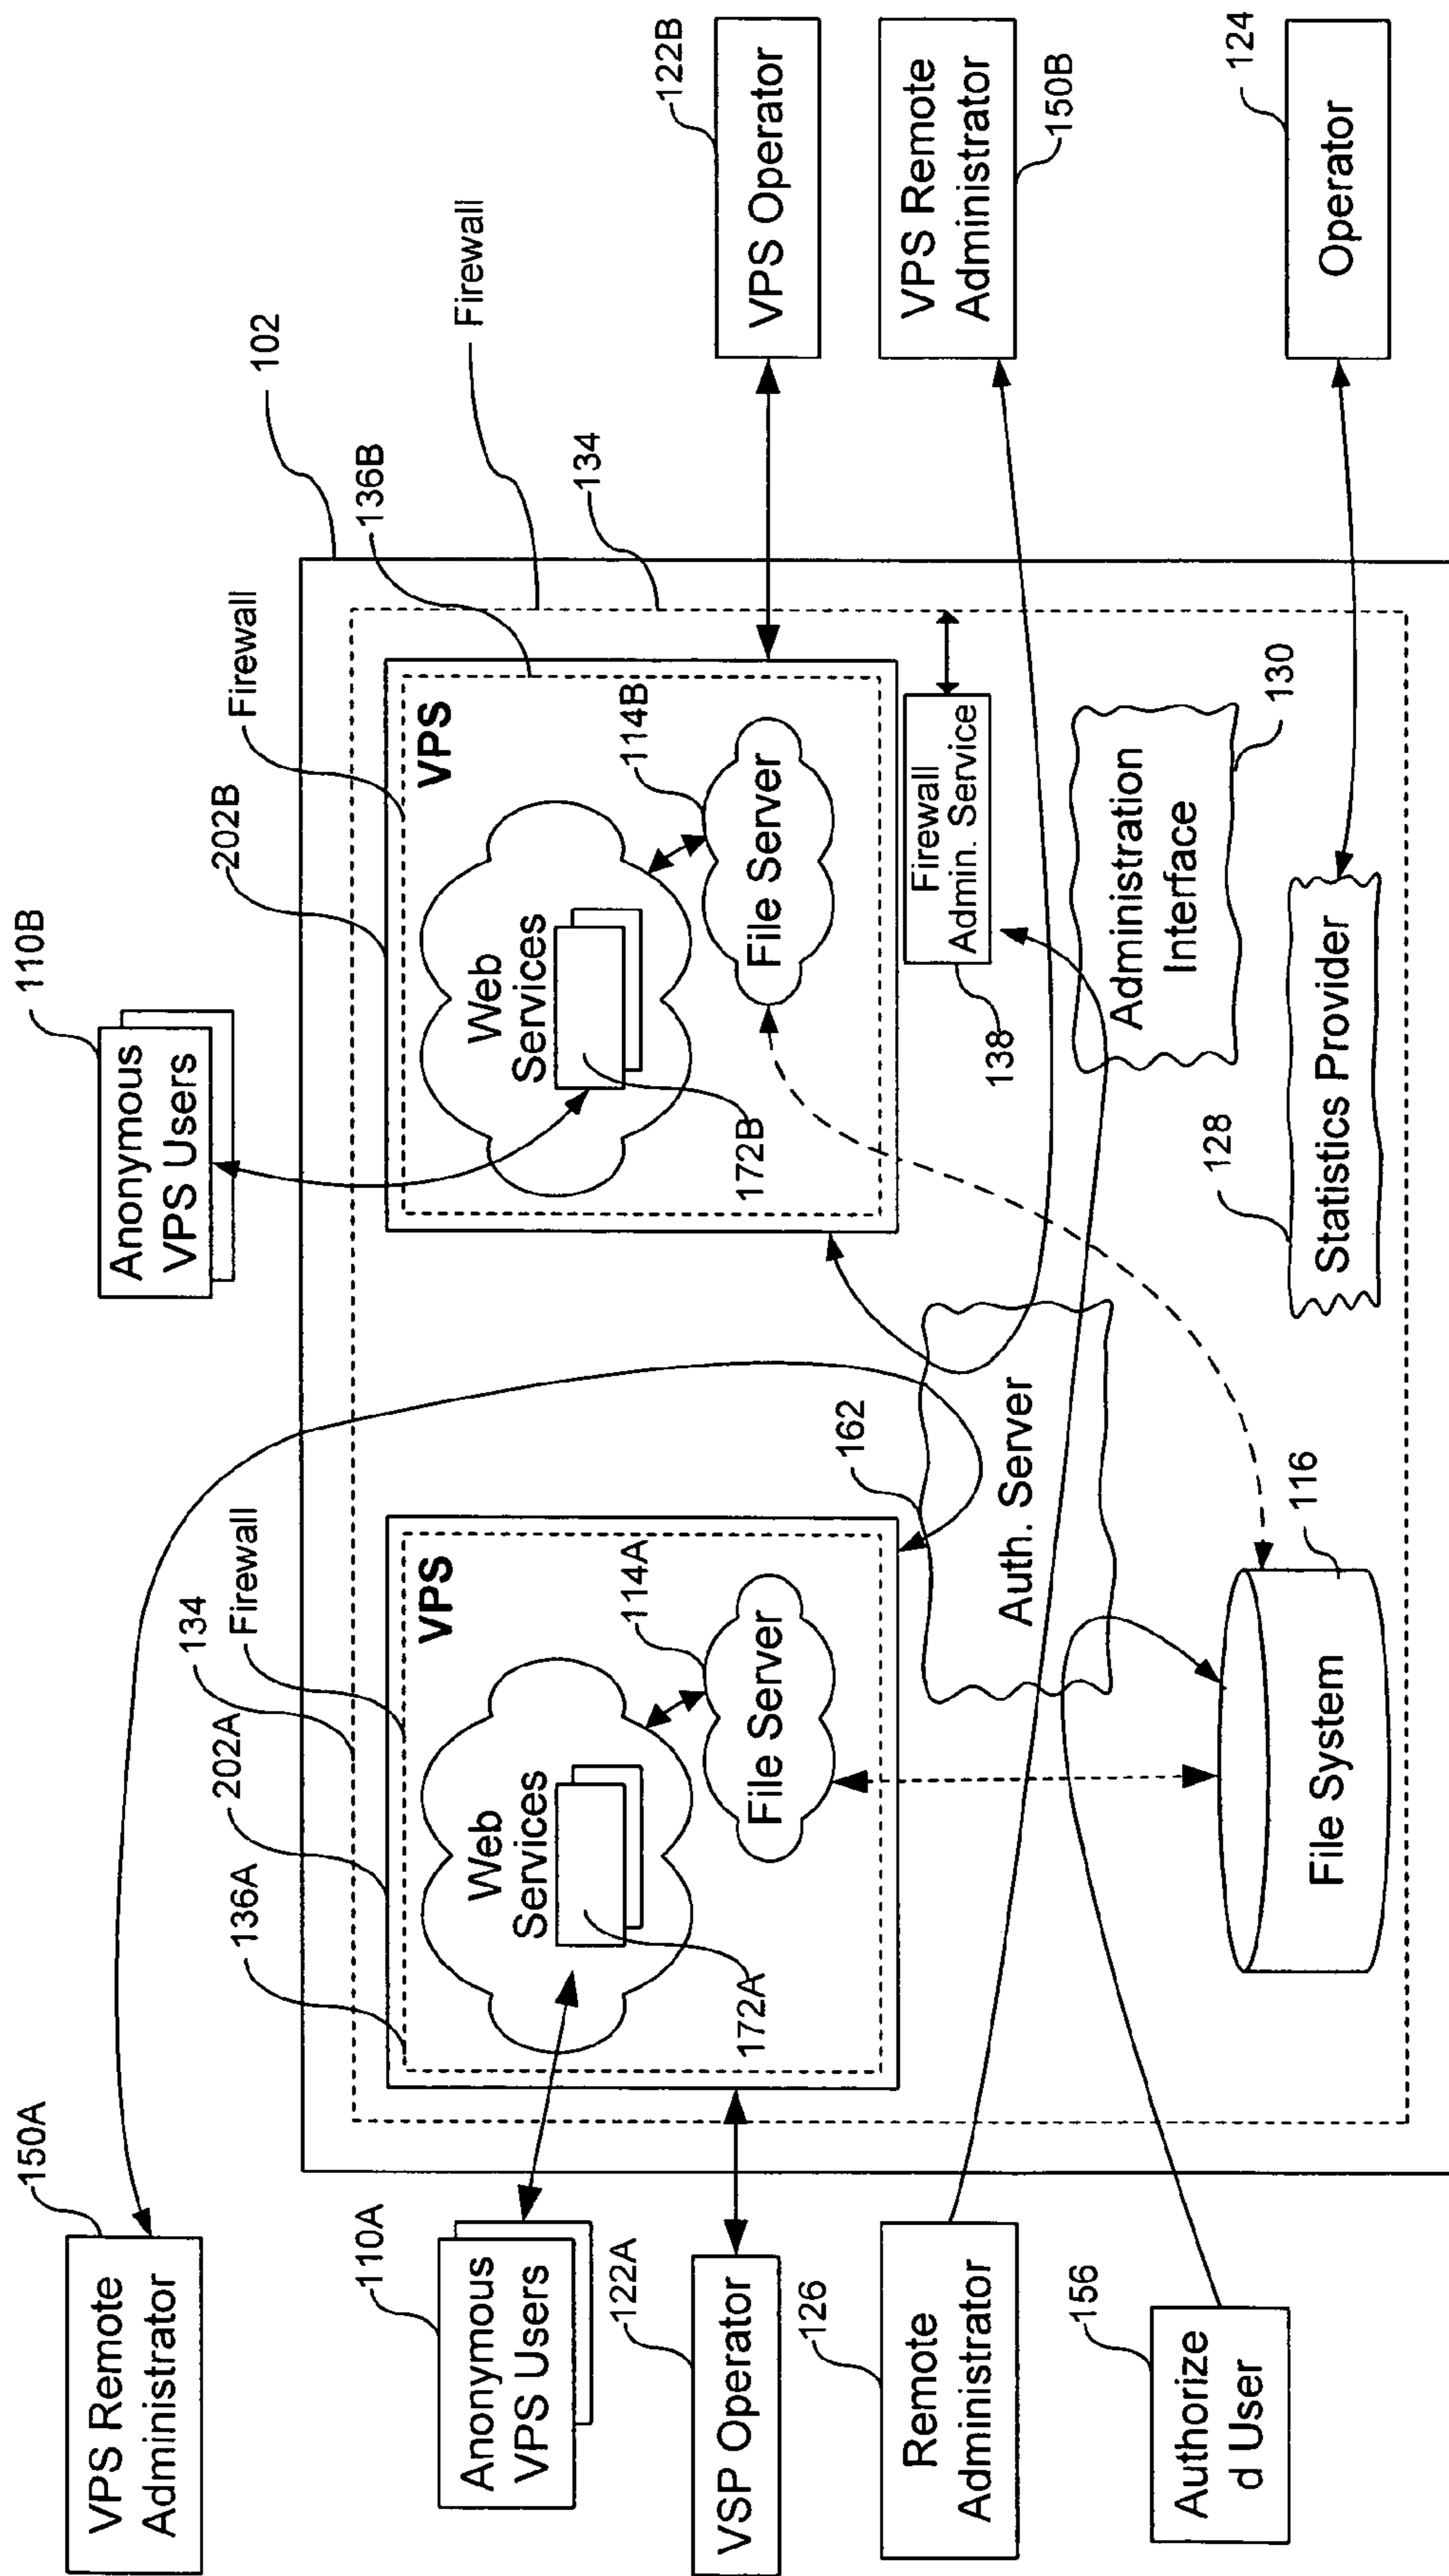 150A
VPS Remote
Administrator
110B
Anonymous
VPS Users
136A
202A
134
Firewall
202B
Firewall
102
136B
Firewall
134
110A
Anonymous
VPS Users
VPS
Web
Services
172A
114A
File Server
VPS
Web
Services
172B
114B
File Server
122B
VPS Operator
122A
VSP Operator
162
Auth. Server
138
Firewall
Admin. Service
VPS Remote
Administrator
150B
126
Remote
Administrator
Administration
Interface
130
156
Authorize
d User
116
File System
128
Statistics Provider
124
Operator